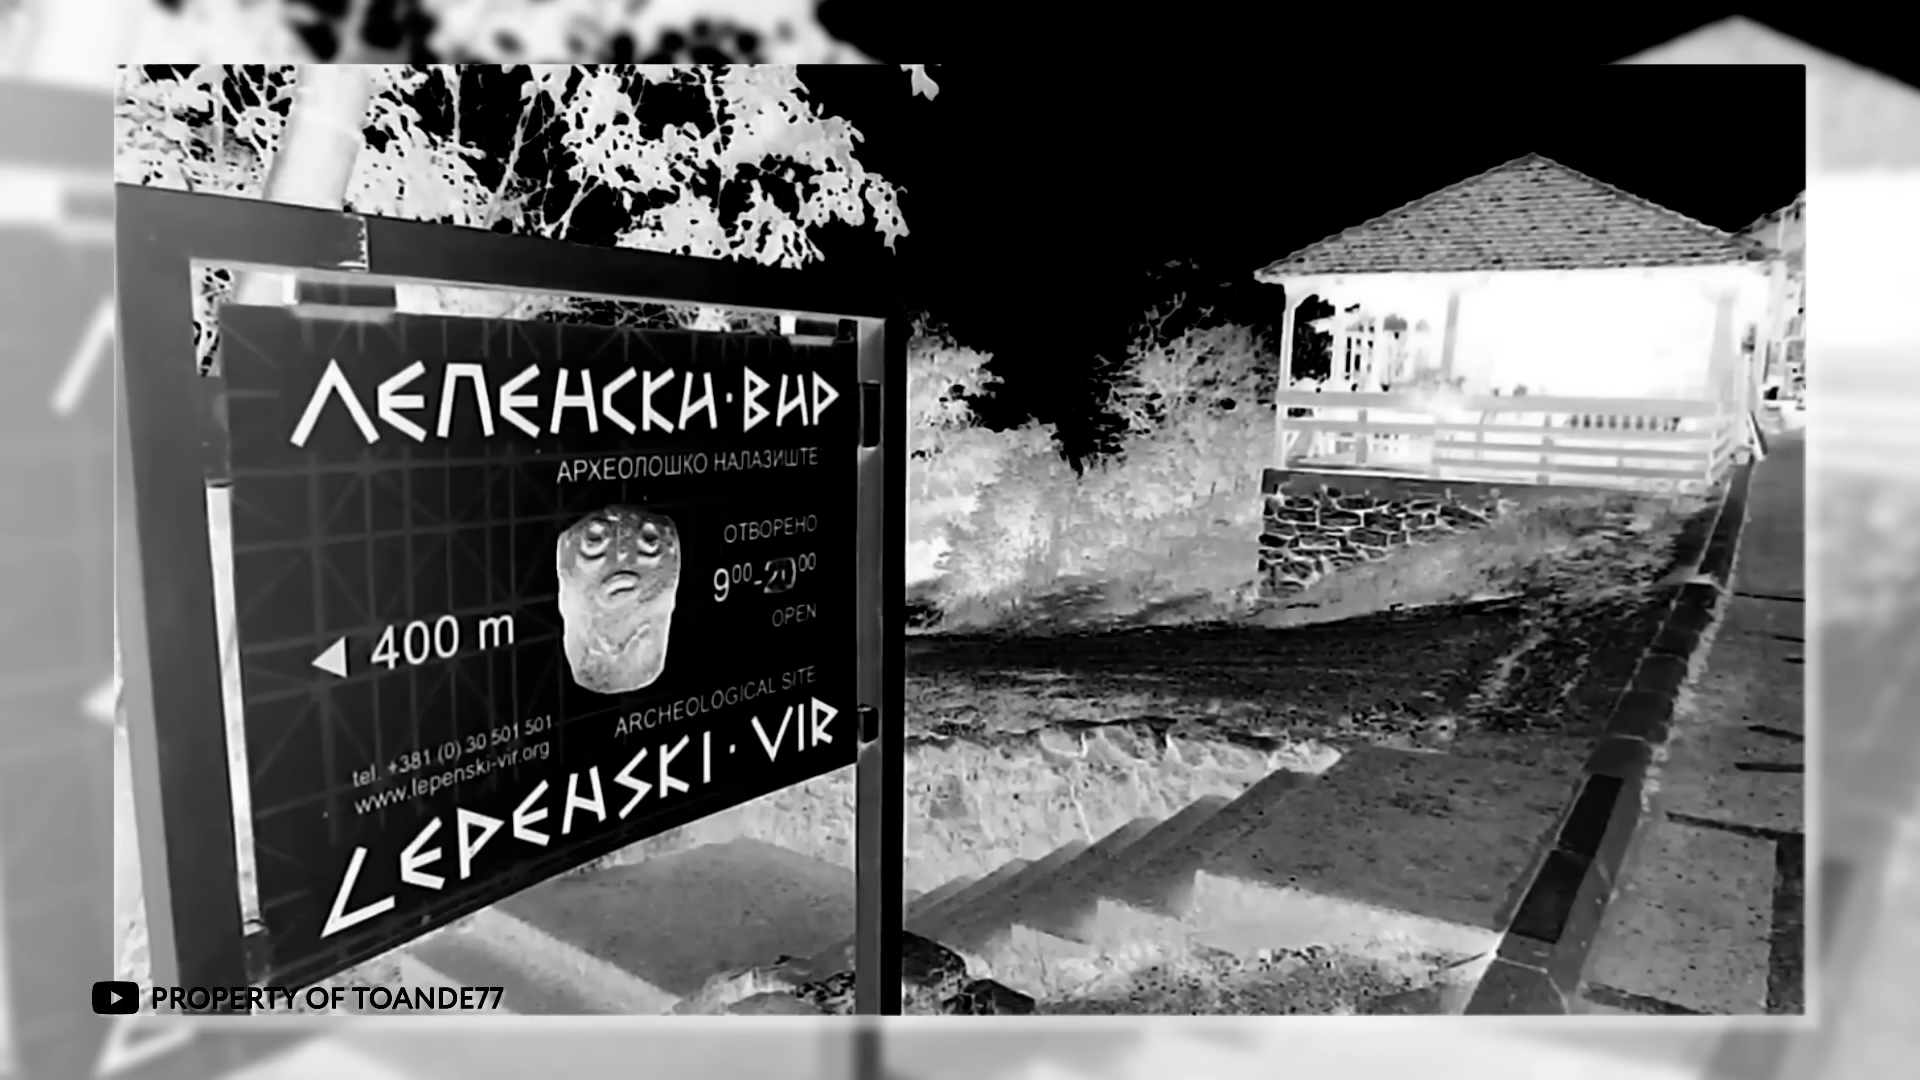 ЛЕПЕНСКИ·ВИР
АРХЕОЛОШКО НАЛАЗИШТЕ
ОТВОРЕНО
9⁰⁰-20⁰⁰
OPEN
400 m
ARCHEOLOGICAL SITE
tel. +381 (0) 30 501 501
www.lepenski-vir.org
LEPENSKI·VIR
PROPERTY OF TOANDE77